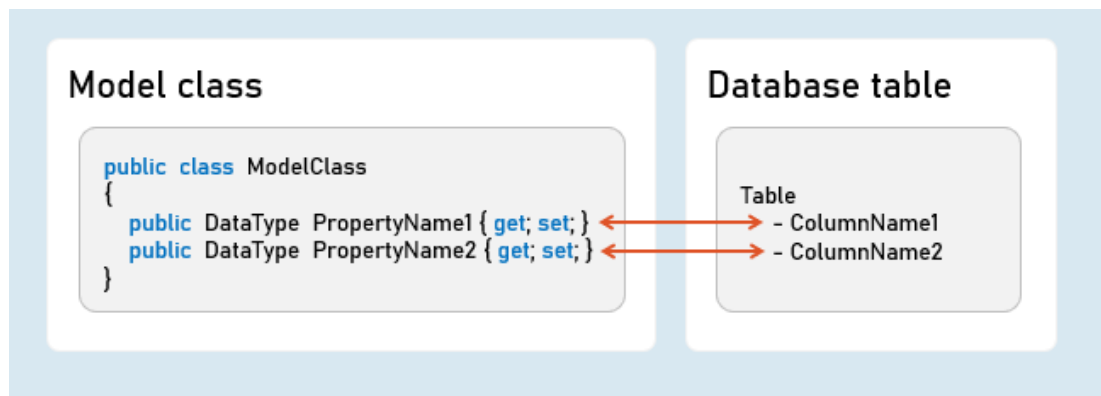 Model class
public class ModelClass
{
public DataType PropertyName1 { get; set; }
public DataType PropertyName2 { get; set; }
}
Database table
Table
- ColumnName1
- ColumnName2